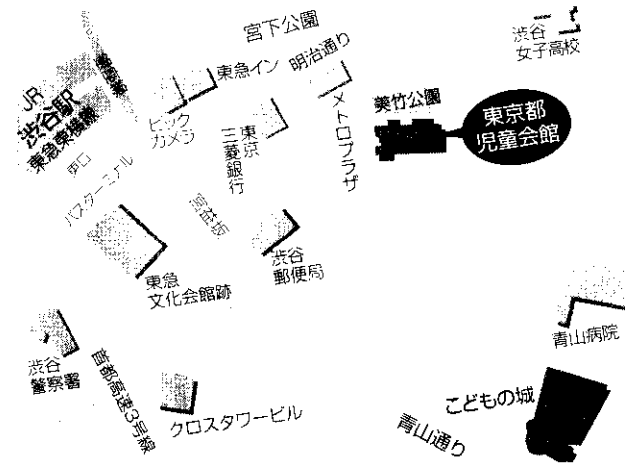 宮下公園
渋谷
女子高校
東急イン
明治通り
JR
渋谷駅
東急東横線
銀座線
ビック
カメラ
東京
三菱銀行
メトロプラザ
美竹公園
東京都
児童会館
東口
バスターミナル
宮益坂
渋谷
郵便局
東急
文化会館跡
青山病院
渋谷
警察署
首都高速3号線
クロスタワービル
こどもの城
青山通り